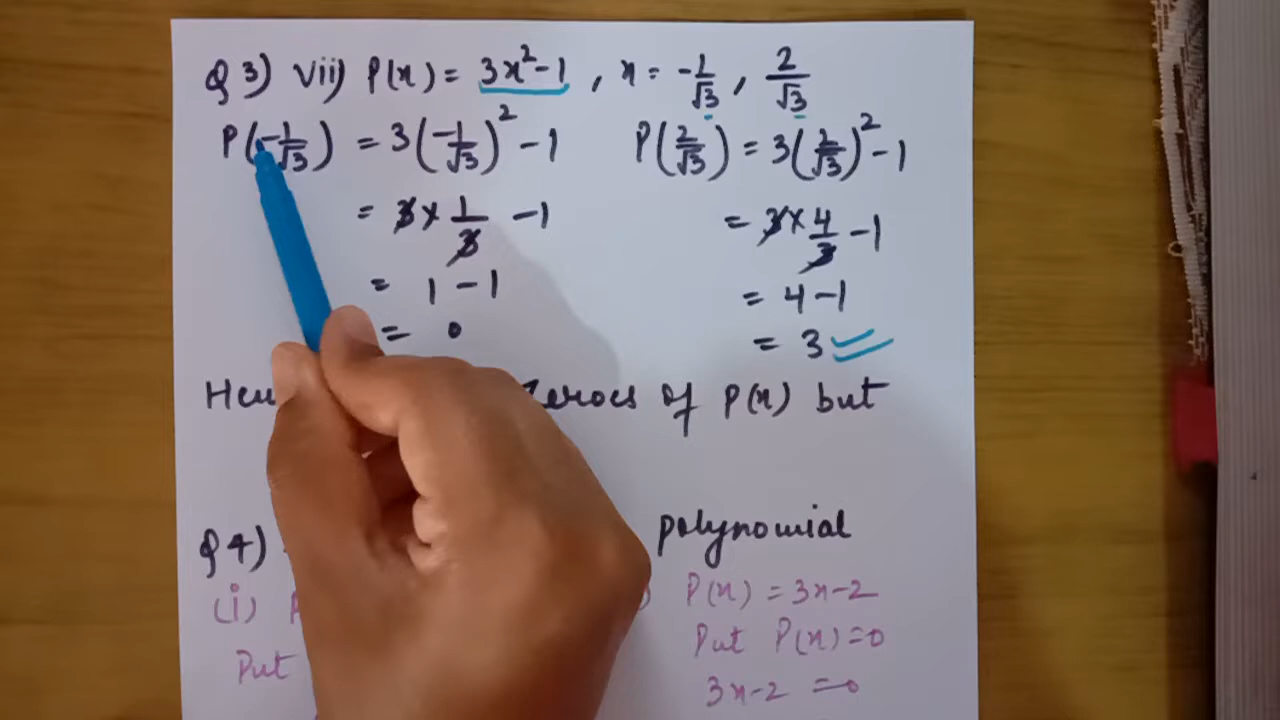 Q3) vii) P(x) = 3x²-1 , x = -1/√3 , 2/√3
P(-1/√3) = 3(-1/√3)² - 1 P(2/√3) = 3(2/√3)² - 1
= 3 × 1/3 - 1 = 3 × 4/3 - 1
= 1 - 1 = 4 - 1
= 0 = 3
zeroes of P(x) but
Q4) polynomial
(i) P(x) = 3x-2
Put Put P(x)=0
3x-2 =0